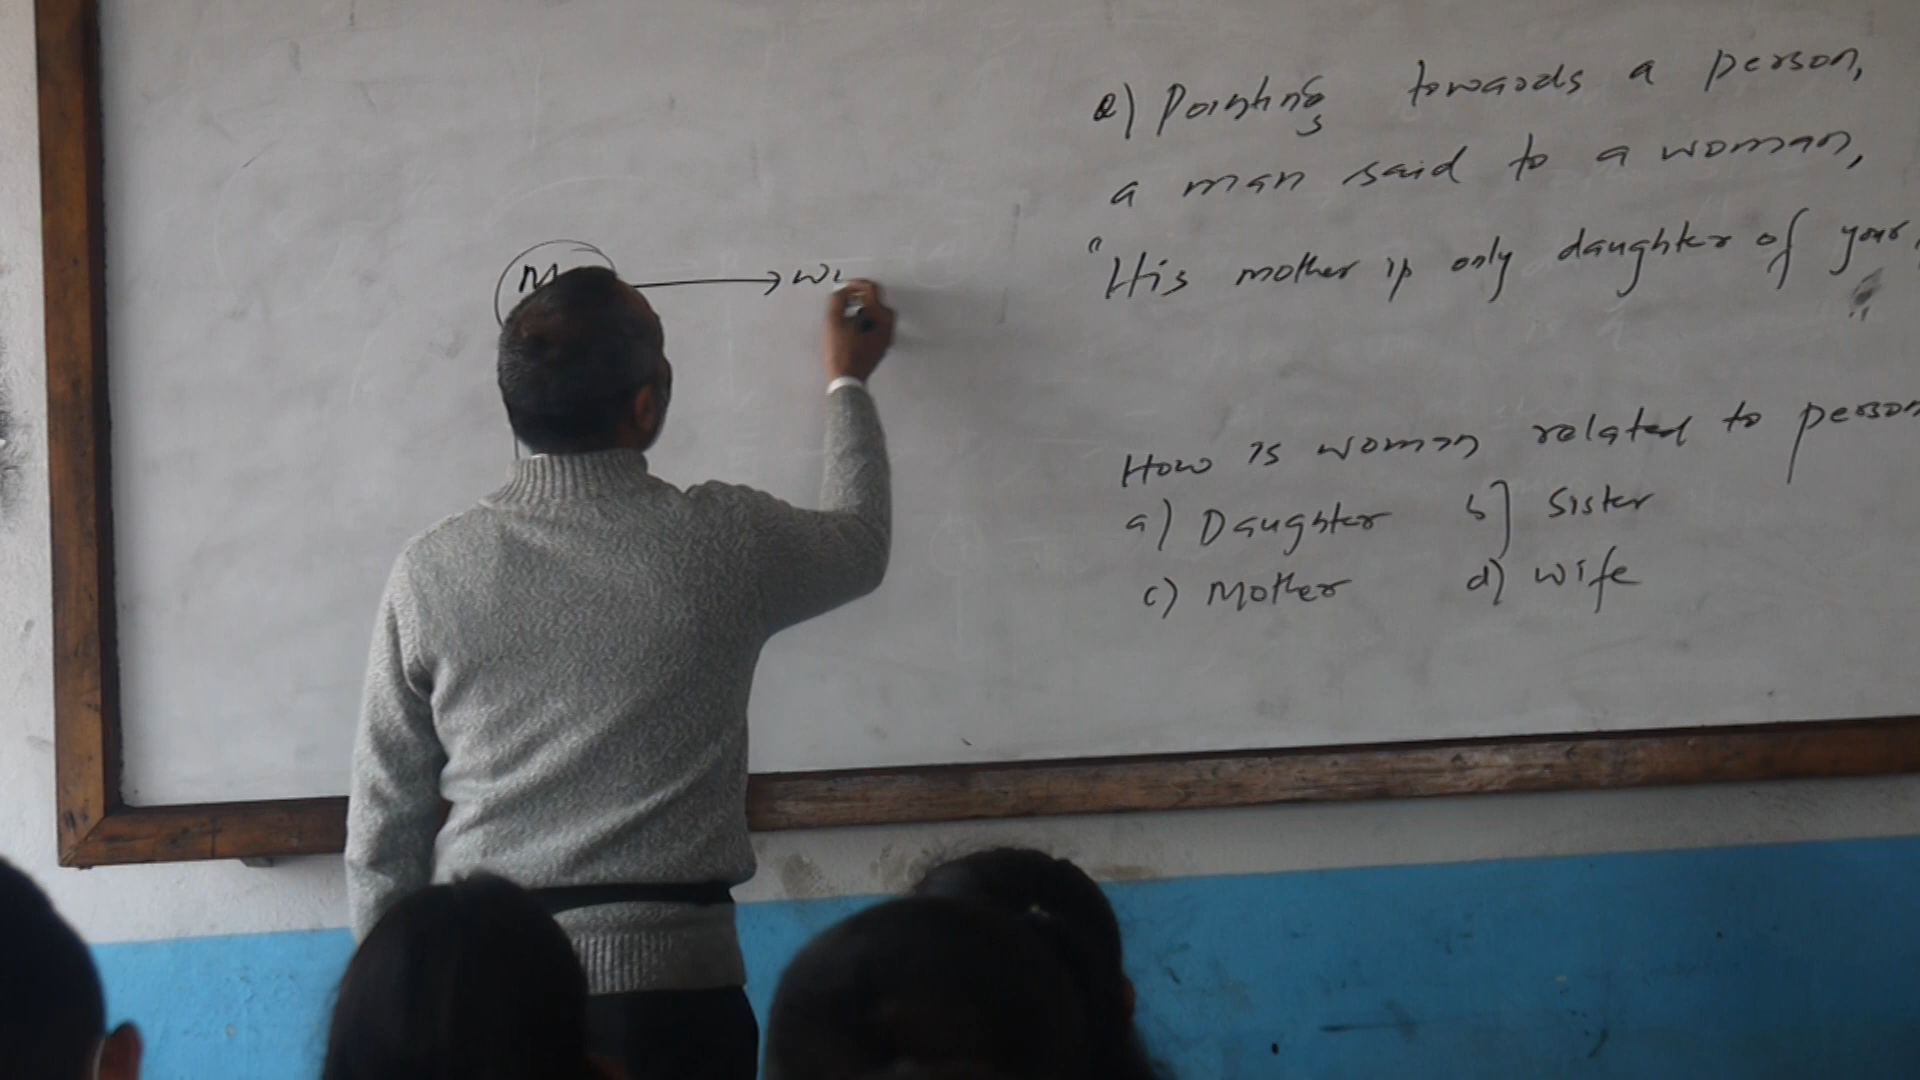 M → wi
Q) Pointing towards a person,
a man said to a woman,
"His mother is only daughter of your
"
How is woman related to person
a) Daughter b) Sister
c) Mother d) wife